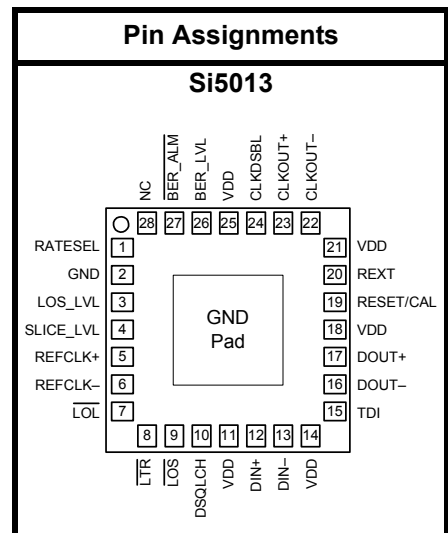 Pin Assignments
Si5013
NC
BER_ALM
BER_LVL
VDD
CLKDSBL
CLKOUT+
CLKOUT–
28 27 26 25 24 23 22
RATESEL 1
GND 2
LOS_LVL 3
SLICE_LVL 4
REFCLK+ 5
REFCLK– 6
LOL 7
GND
Pad
21 VDD
20 REXT
19 RESET/CAL
18 VDD
17 DOUT+
16 DOUT–
15 TDI
8 9 10 11 12 13 14
LTR
LOS
DSQLCH
VDD
DIN+
DIN–
VDD